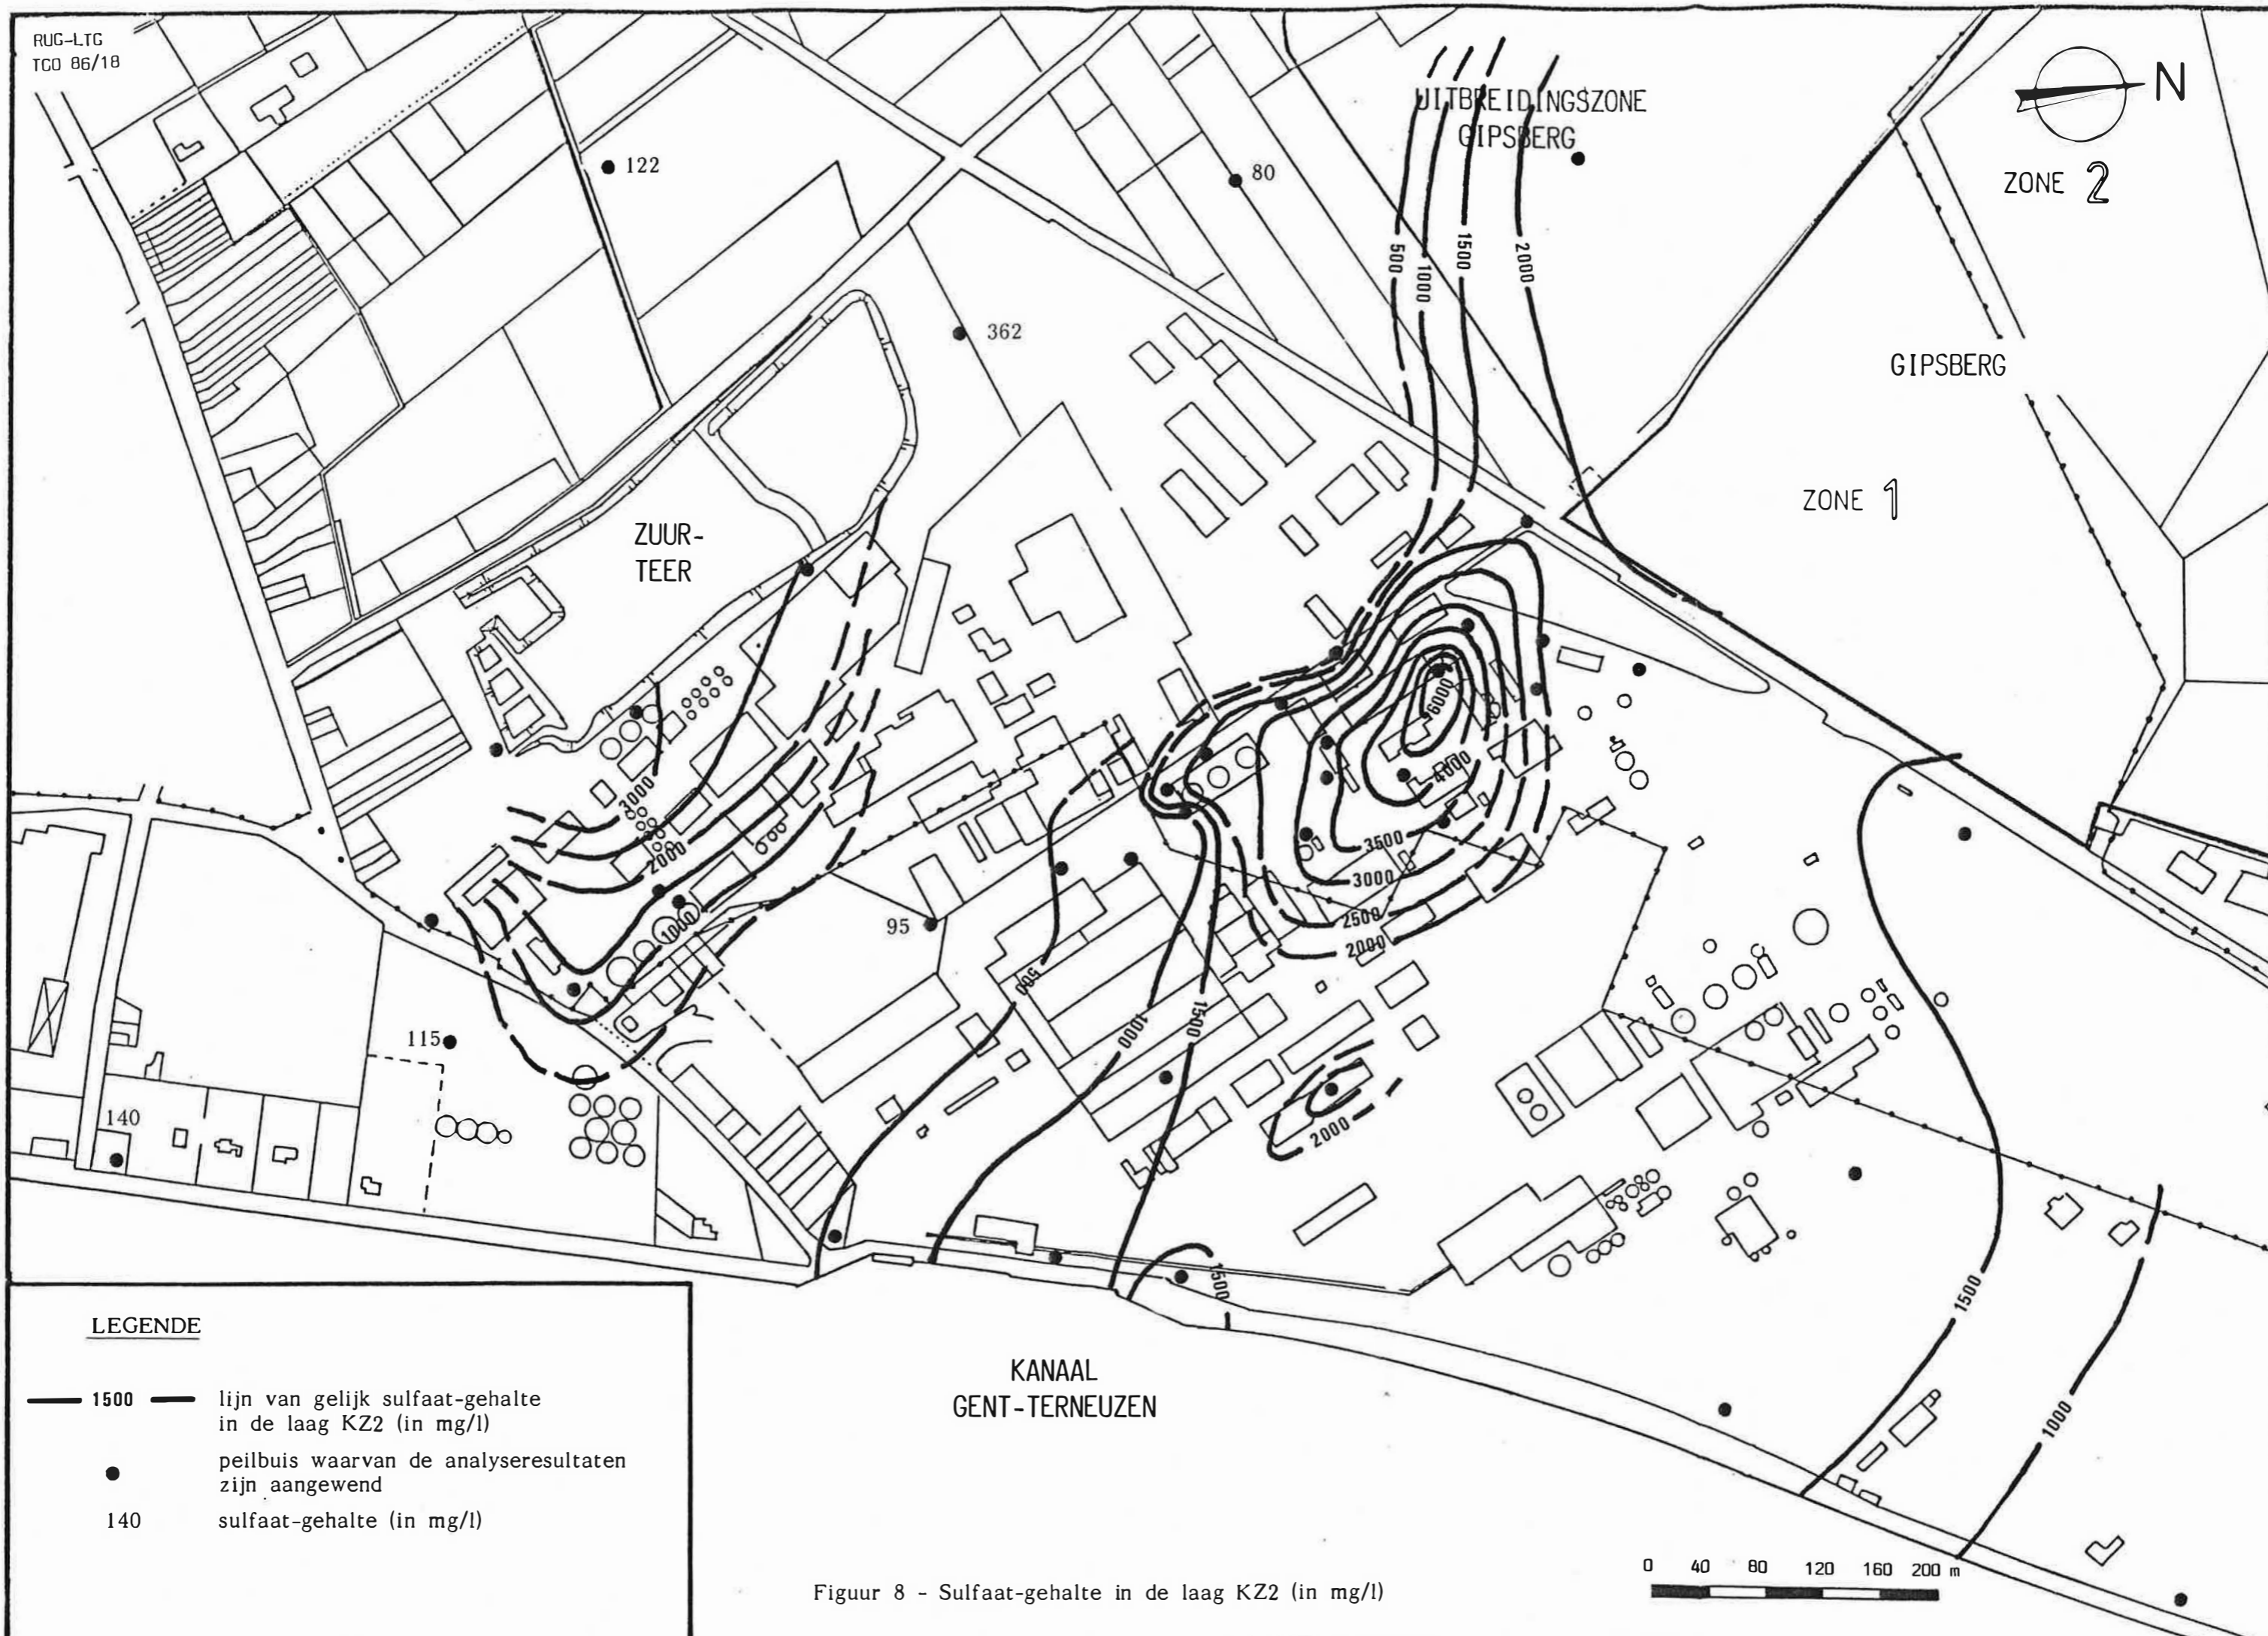 RUG-LTG
TGO 86/18
N
UITBREIDINGSZONE
GIPSBERG
ZONE 2
122
80
500
1000
1500
2000
362
GIPSBERG
ZONE 1
ZUUR-
TEER
6000
4000
3000
2000
3500
3000
2500
2000
1000
95
500
1000
1500
115
140
2000
1500
1500
1000
LEGENDE
1500 lijn van gelijk sulfaat-gehalte
in de laag KZ2 (in mg/l)
peilbuis waarvan de analyseresultaten
zijn aangewend
140 sulfaat-gehalte (in mg/l)
KANAAL
GENT-TERNEUZEN
0 40 80 120 160 200 m
Figuur 8 - Sulfaat-gehalte in de laag KZ2 (in mg/l)